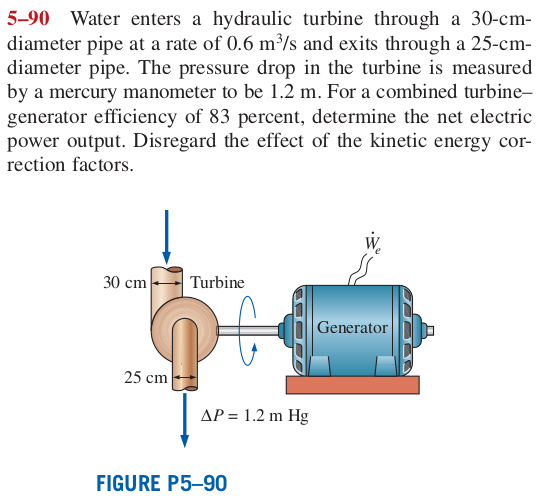 5–90 Water enters a hydraulic turbine through a 30-cm-
diameter pipe at a rate of 0.6 m³/s and exits through a 25-cm-
diameter pipe. The pressure drop in the turbine is measured
by a mercury manometer to be 1.2 m. For a combined turbine–
generator efficiency of 83 percent, determine the net electric
power output. Disregard the effect of the kinetic energy cor-
rection factors.
Ẇe
30 cm
Turbine
Generator
25 cm
ΔP = 1.2 m Hg
FIGURE P5–90